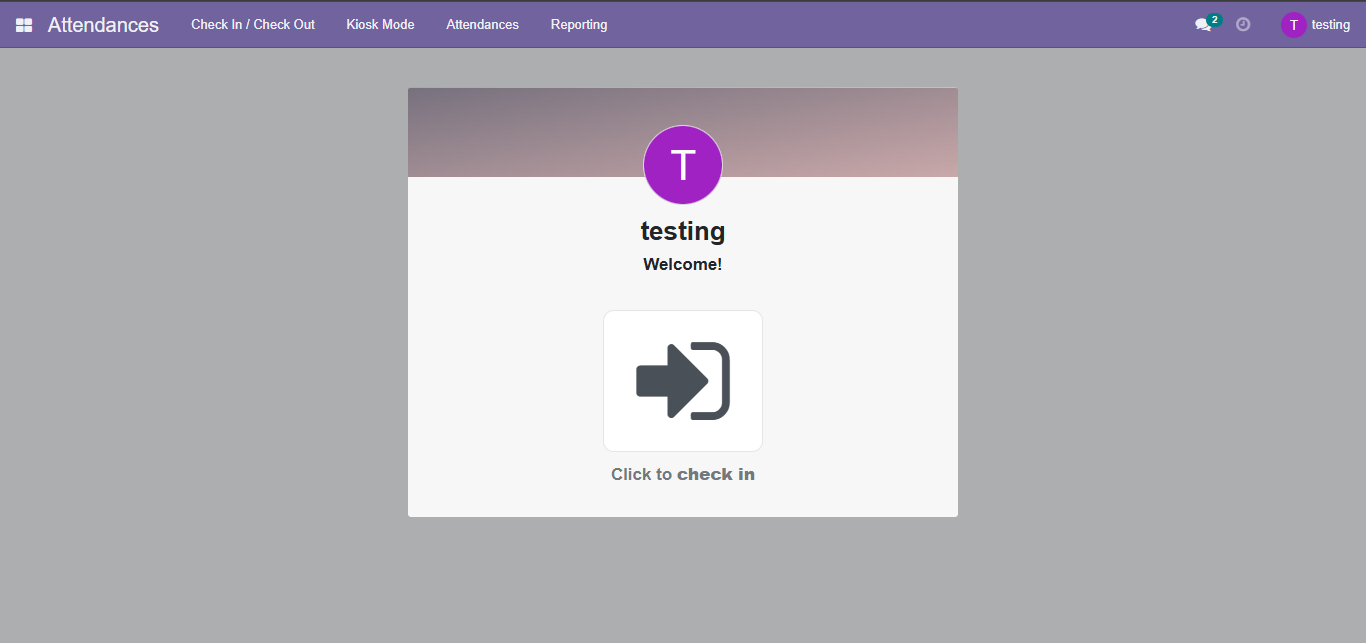 Attendances Check In / Check Out Kiosk Mode Attendances Reporting 2 T testing
T
testing
Welcome!
Click to check in